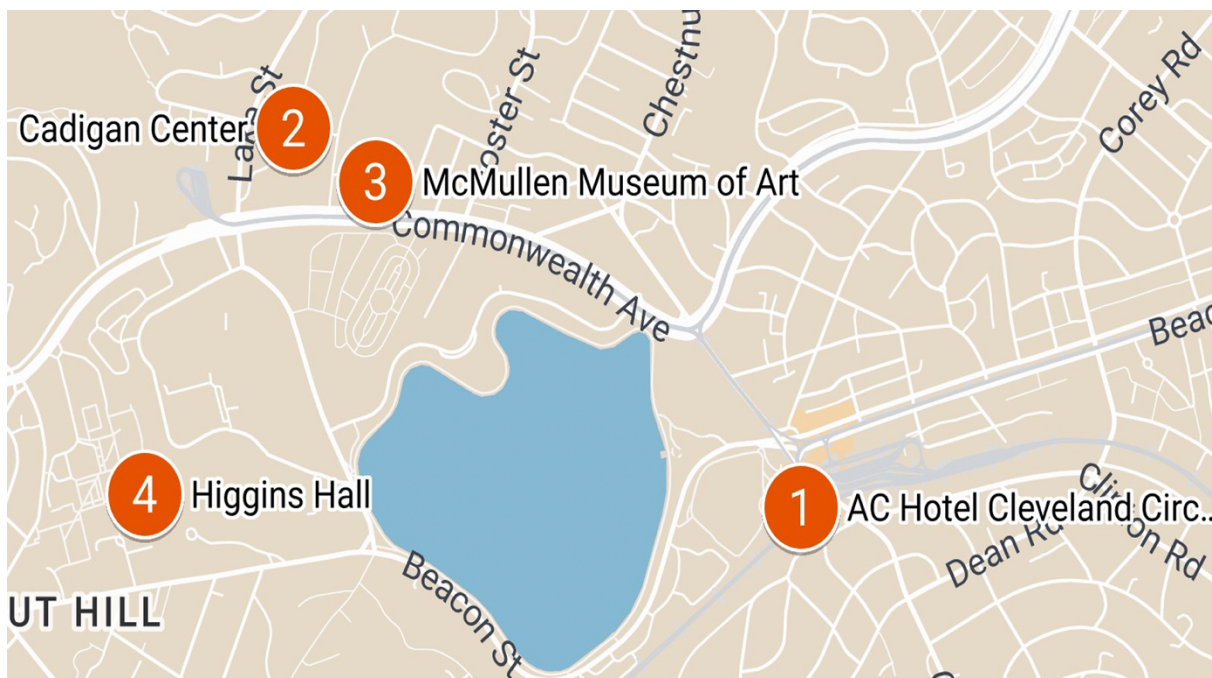 Chestnu
Corey Rd
Lake St
oster St
Cadigan Center
2
3
McMullen Museum of Art
Commonwealth Ave
Beac
4
Higgins Hall
1
AC Hotel Cleveland Circ...
Clinton Rd
Dean Rd
Beacon St
UT HILL